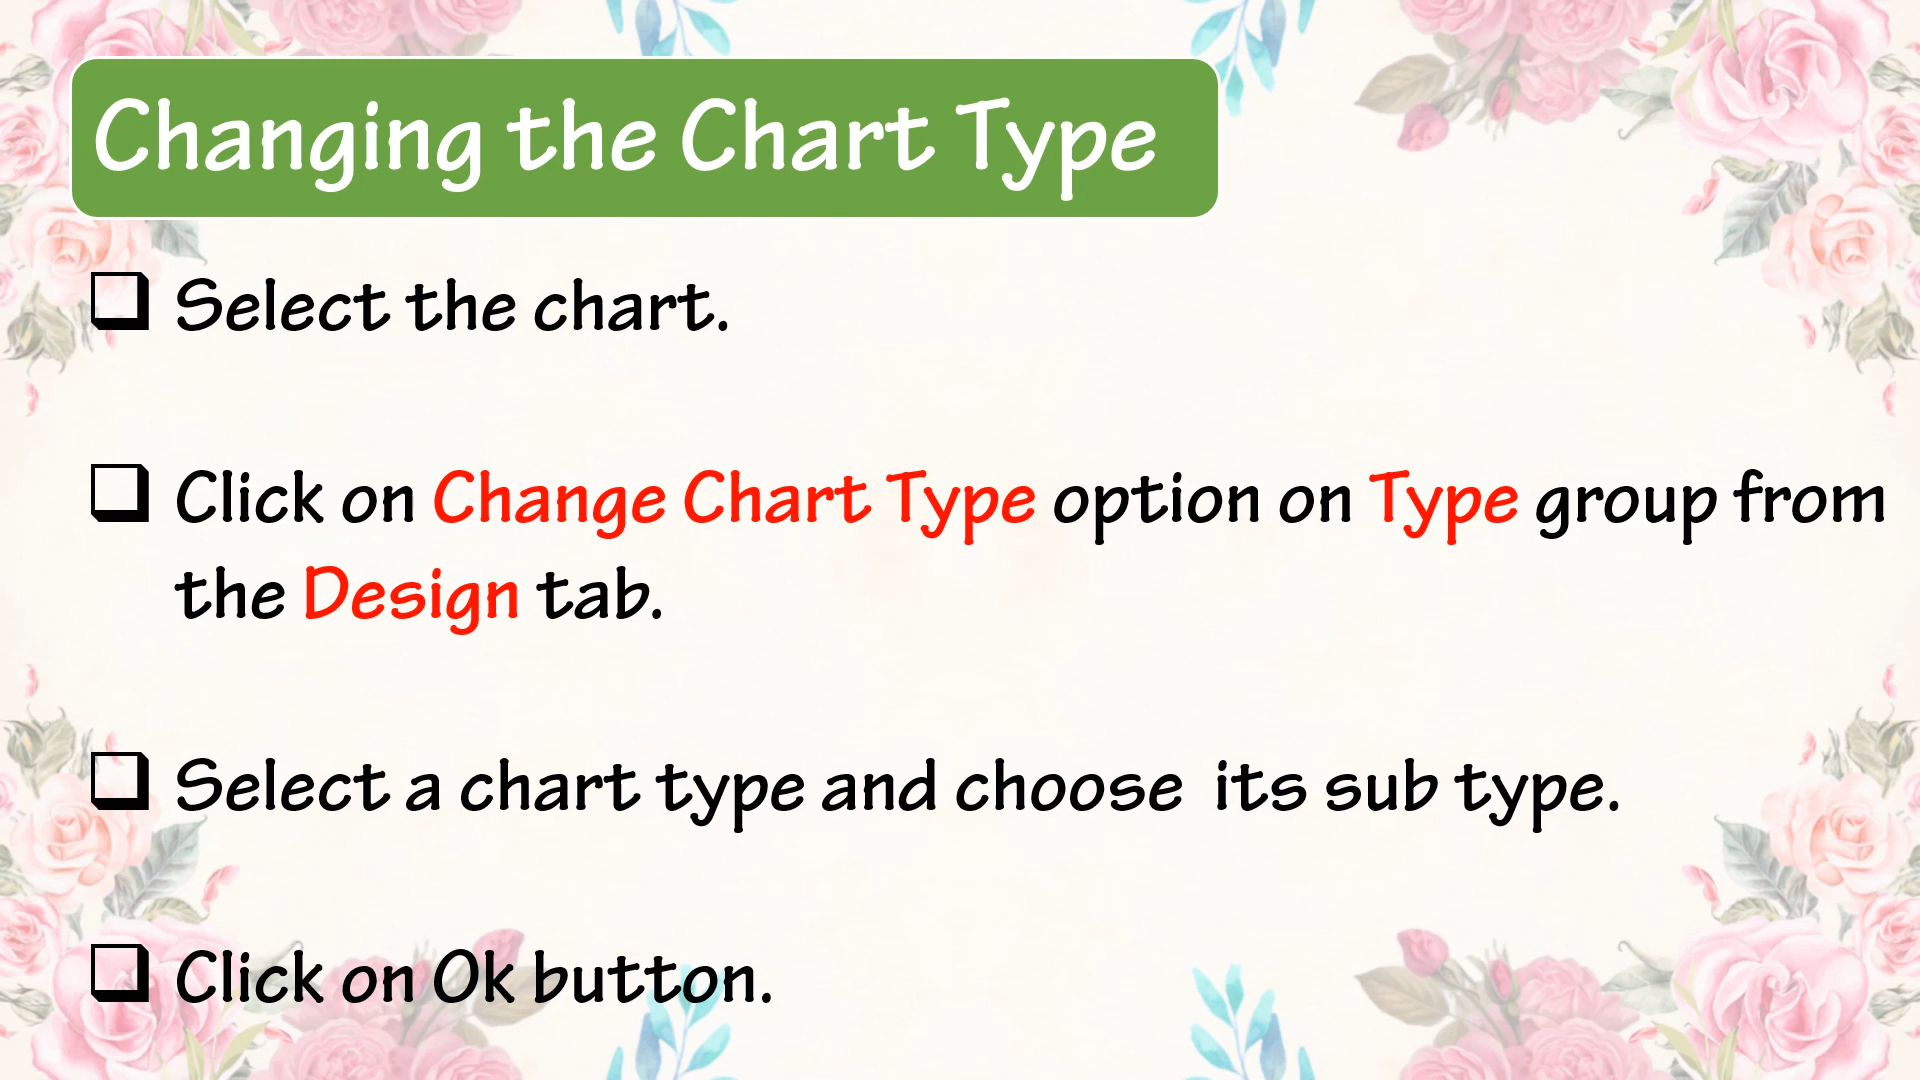 Changing the Chart Type
Select the chart.
Click on Change Chart Type option on Type group from
the Design tab.
Select a chart type and choose  its sub type.
Click on Ok button.